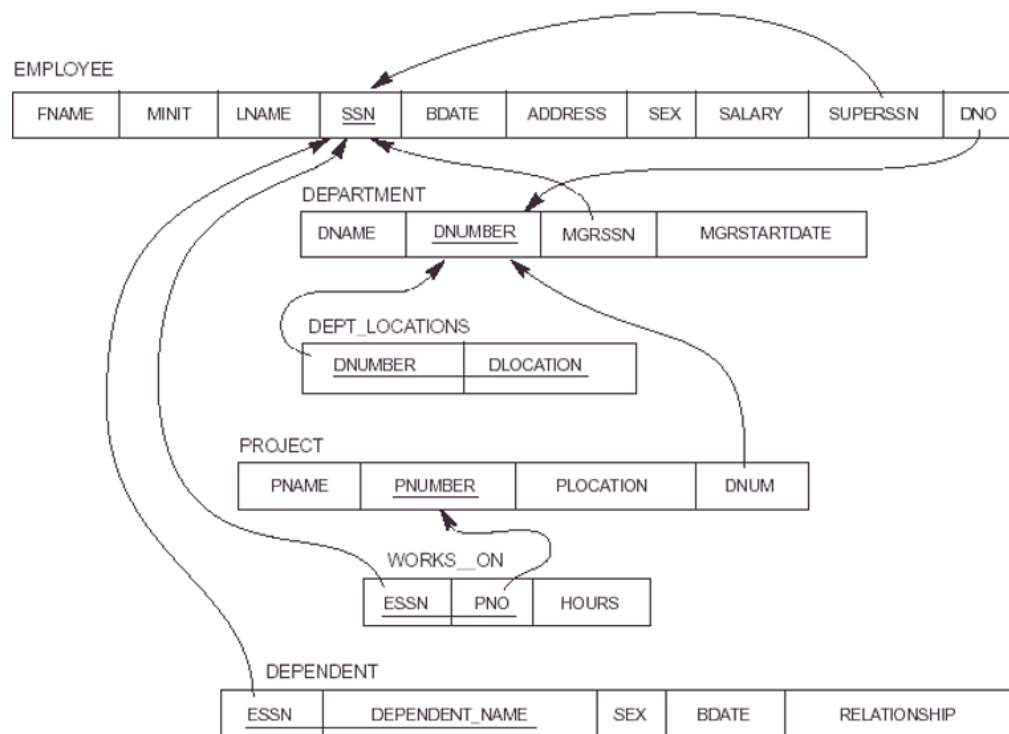 EMPLOYEE
FNAME MINIT LNAME SSN BDATE ADDRESS SEX SALARY SUPERSSN DNO
DEPARTMENT
DNAME DNUMBER MGRSSN MGRSTARTDATE
DEPT_LOCATIONS
DNUMBER DLOCATION
PROJECT
PNAME PNUMBER PLOCATION DNUM
WORKS__ON
ESSN PNO HOURS
DEPENDENT
ESSN DEPENDENT_NAME SEX BDATE RELATIONSHIP